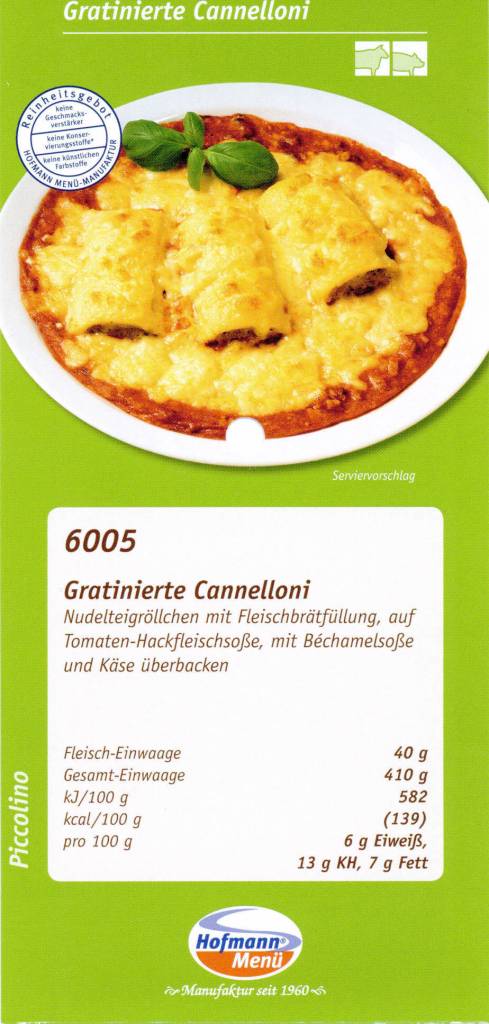 Gratinierte Cannelloni
Reinheitsgebot
keine
Geschmacks-
verstärker
keine Konser-
vierungsstoffe*
keine künstlichen
Farbstoffe
HOFMANN MENÜ-MANUFAKTUR
Serviervorschlag
6005
Gratinierte Cannelloni
Nudelteigröllchen mit Fleischbrätfüllung, auf
Tomaten-Hackfleischsoße, mit Béchamelsoße
und Käse überbacken
Fleisch-Einwaage 40 g
Gesamt-Einwaage 410 g
kJ/100 g 582
kcal/100 g (139)
pro 100 g 6 g Eiweiß,
13 g KH, 7 g Fett
Piccolino
Hofmann®
Menü
Manufaktur seit 1960